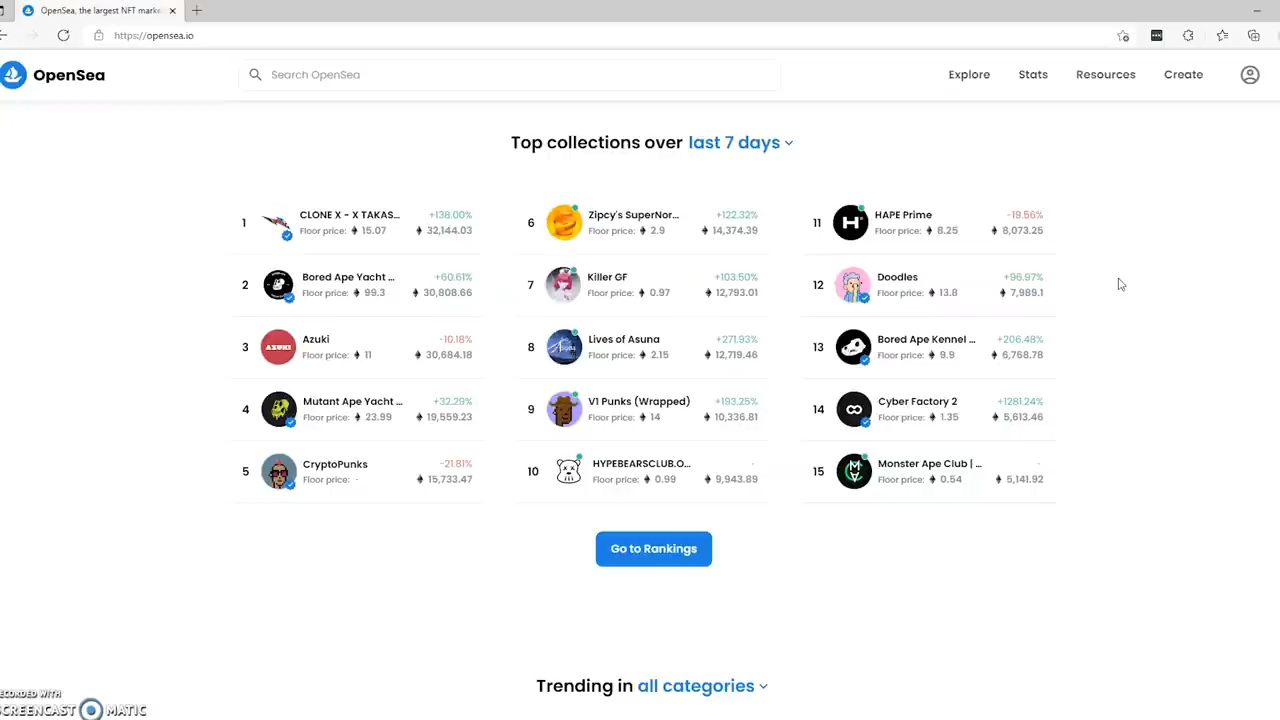 OpenSea, the largest NFT marke
https://opensea.io
OpenSea
Search OpenSea
Explore
Stats
Resources
Create
Top collections over last 7 days
1
CLONE X - X TAKAS...
+138.00%
Floor price: 15.07
32,144.03
2
Bored Ape Yacht ...
+60.61%
Floor price: 99.3
30,808.66
3
AZUKI
Azuki
-10.18%
Floor price: 11
30,684.18
4
Mutant Ape Yacht ...
+32.29%
Floor price: 23.99
19,559.23
5
CryptoPunks
-21.81%
Floor price: -
15,733.47
6
Zipcy's SuperNor...
+122.32%
Floor price: 2.9
14,374.39
7
Killer GF
+103.50%
Floor price: 0.97
12,793.01
8
Lives of Asuna
+271.93%
Floor price: 2.15
12,719.46
9
V1 Punks (Wrapped)
+193.25%
Floor price: 14
10,336.81
10
HYPEBEARSCLUB.O...
-
Floor price: 0.99
9,943.89
11
H
HAPE Prime
-19.56%
Floor price: 8.25
8,073.25
12
Doodles
+96.97%
Floor price: 13.8
7,989.1
13
Bored Ape Kennel ...
+206.48%
Floor price: 9.9
6,768.78
14
Cyber Factory 2
+1281.24%
Floor price: 1.35
5,613.46
15
Monster Ape Club | ...
-
Floor price: 0.54
5,141.92
Go to Rankings
Trending in all categories
ECORDED WITH
SCREENCAST MATIC